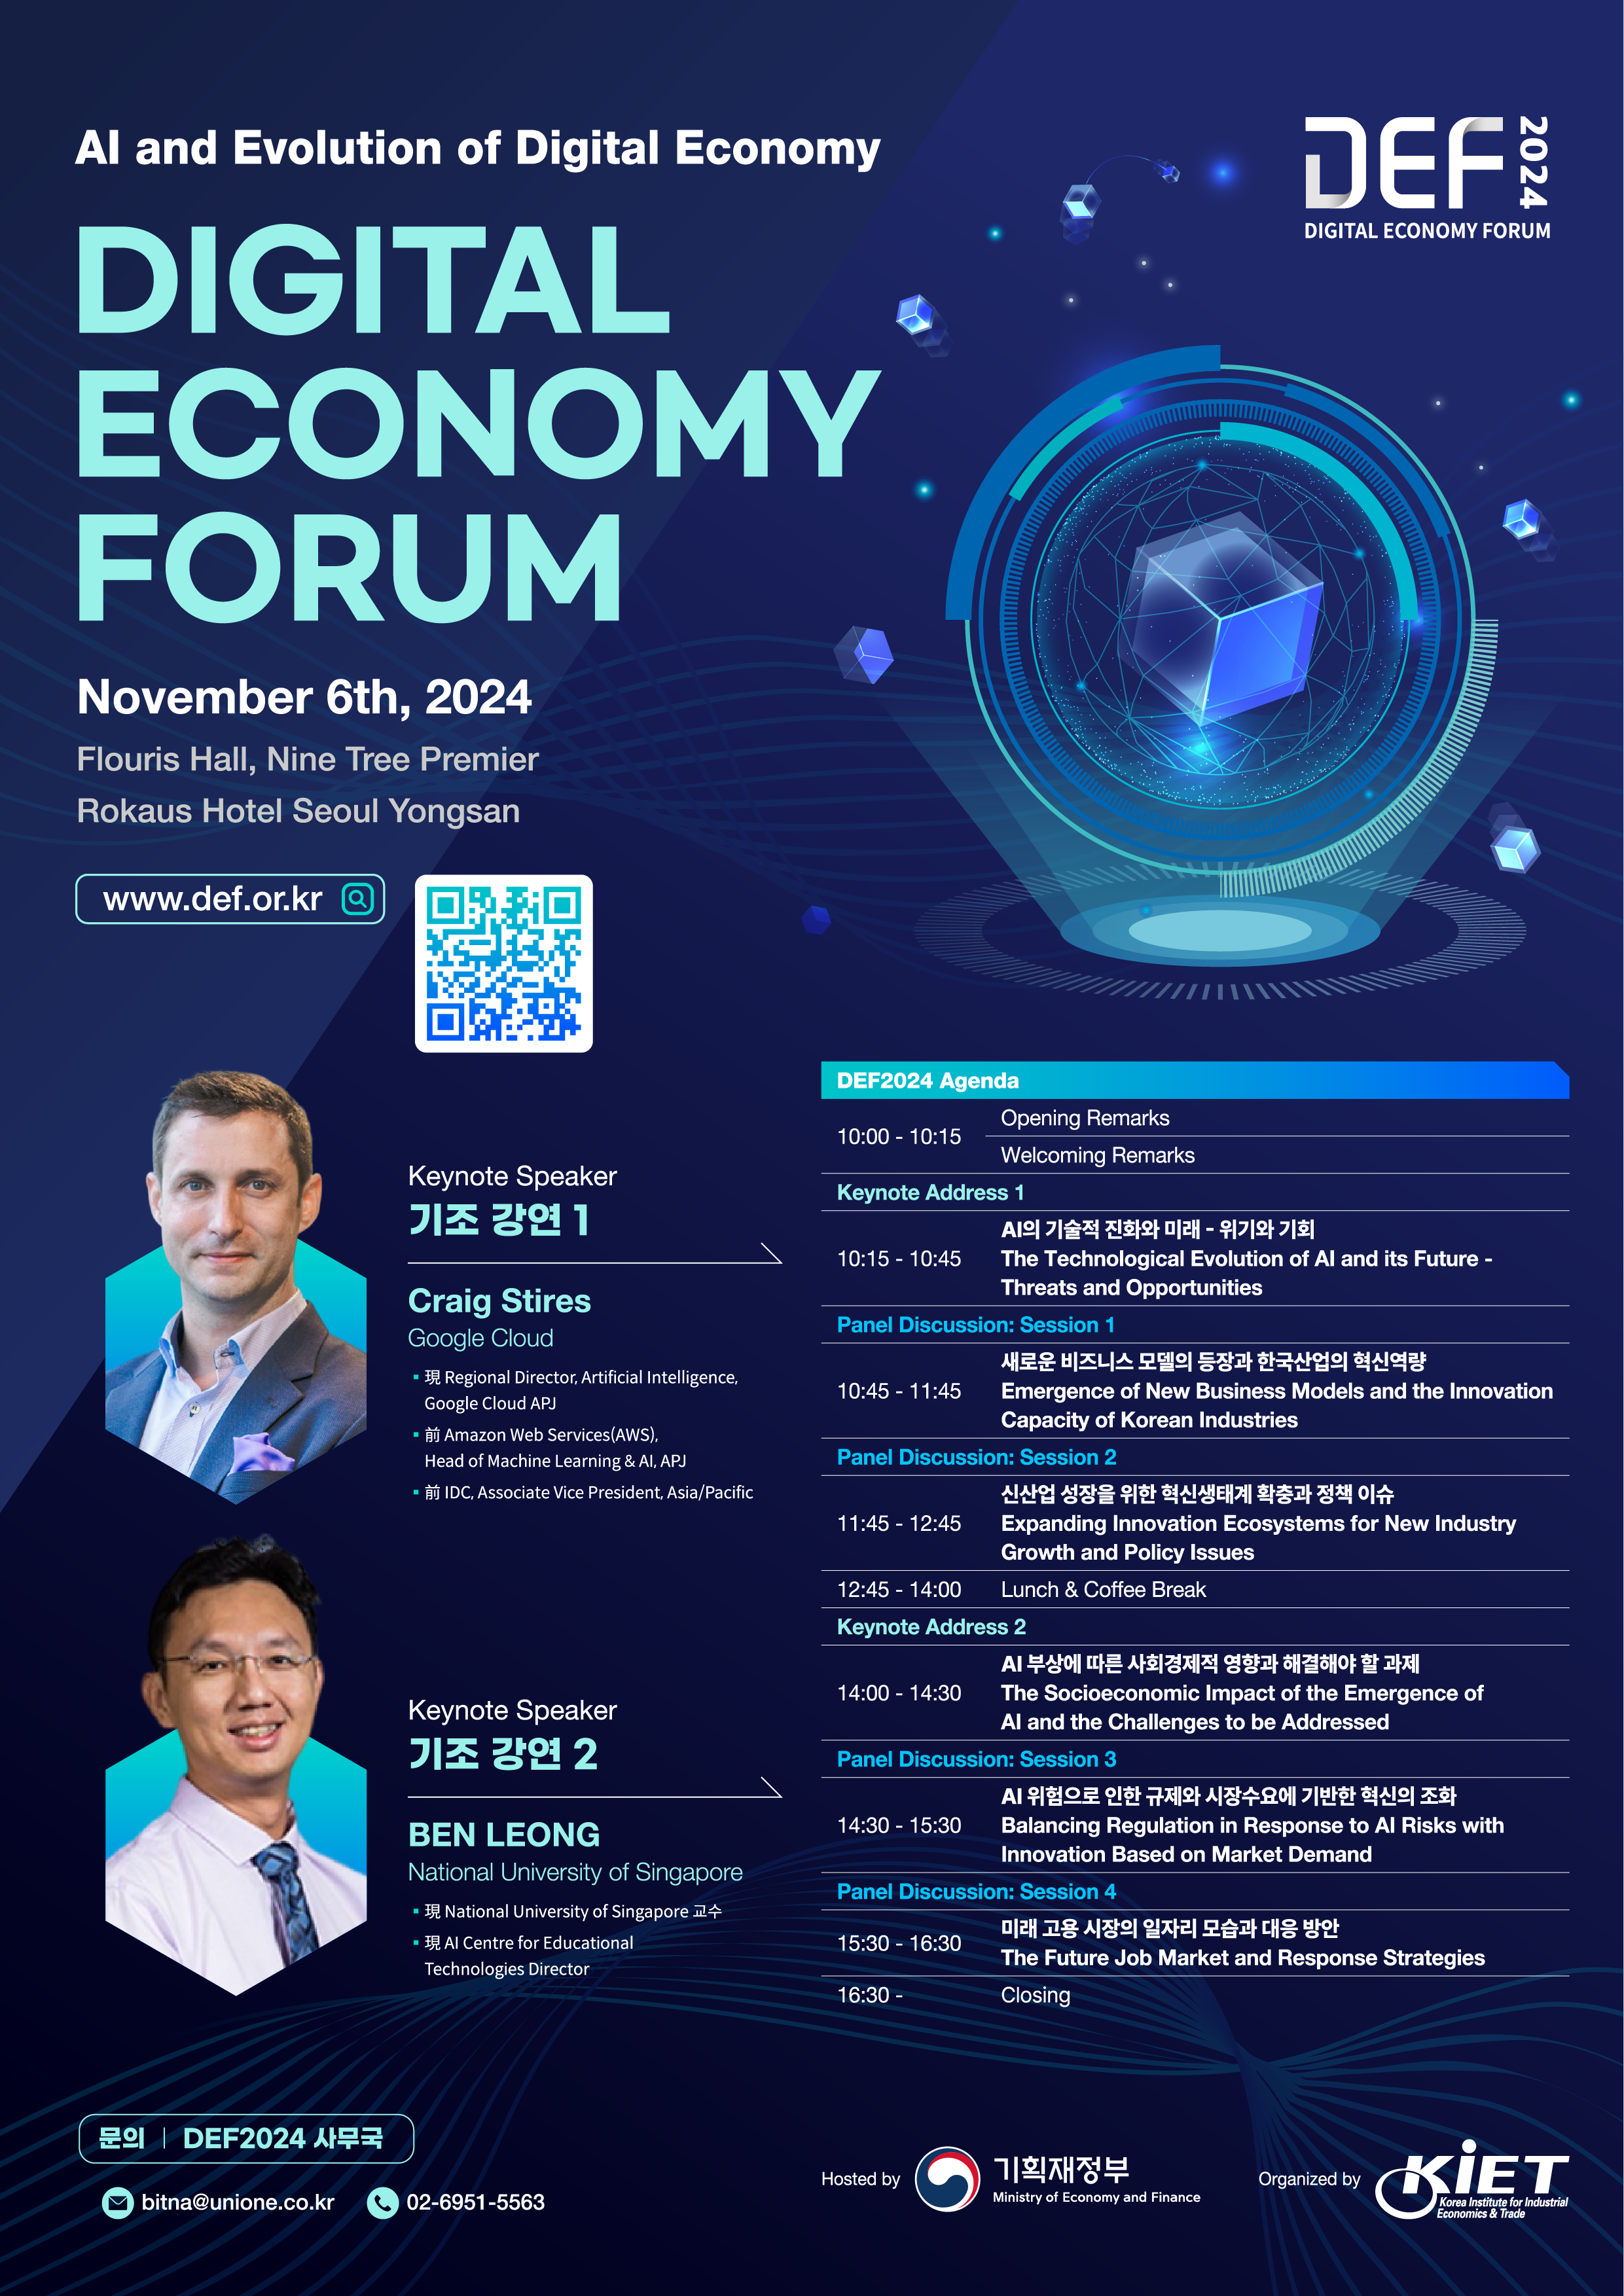 AI and Evolution of Digital Economy
DIGITAL
ECONOMY
FORUM
DEF 2024
DIGITAL ECONOMY FORUM
November 6th, 2024
Flouris Hall, Nine Tree Premier
Rokaus Hotel Seoul Yongsan
www.def.or.kr
Keynote Speaker
기조 강연 1
Craig Stires
Google Cloud
▪ 現 Regional Director, Artificial Intelligence,
Google Cloud APJ
▪ 前 Amazon Web Services(AWS),
Head of Machine Learning & AI, APJ
▪ 前 IDC, Associate Vice President, Asia/Pacific
Keynote Speaker
기조 강연 2
BEN LEONG
National University of Singapore
▪ 現 National University of Singapore 교수
▪ 現 AI Centre for Educational
Technologies Director
DEF2024 Agenda
10:00 - 10:15
Opening Remarks
Welcoming Remarks
Keynote Address 1
10:15 - 10:45
AI의 기술적 진화와 미래 - 위기와 기회
The Technological Evolution of AI and its Future -
Threats and Opportunities
Panel Discussion: Session 1
10:45 - 11:45
새로운 비즈니스 모델의 등장과 한국산업의 혁신역량
Emergence of New Business Models and the Innovation
Capacity of Korean Industries
Panel Discussion: Session 2
11:45 - 12:45
신산업 성장을 위한 혁신생태계 확충과 정책 이슈
Expanding Innovation Ecosystems for New Industry
Growth and Policy Issues
12:45 - 14:00 Lunch & Coffee Break
Keynote Address 2
14:00 - 14:30
AI 부상에 따른 사회경제적 영향과 해결해야 할 과제
The Socioeconomic Impact of the Emergence of
AI and the Challenges to be Addressed
Panel Discussion: Session 3
14:30 - 15:30
AI 위험으로 인한 규제와 시장수요에 기반한 혁신의 조화
Balancing Regulation in Response to AI Risks with
Innovation Based on Market Demand
Panel Discussion: Session 4
15:30 - 16:30
미래 고용 시장의 일자리 모습과 대응 방안
The Future Job Market and Response Strategies
16:30 - Closing
문의 | DEF2024 사무국
bitna@unione.co.kr 02-6951-5563
Hosted by
기획재정부
Ministry of Economy and Finance
Organized by
KIET
Korea Institute for Industrial
Economics & Trade